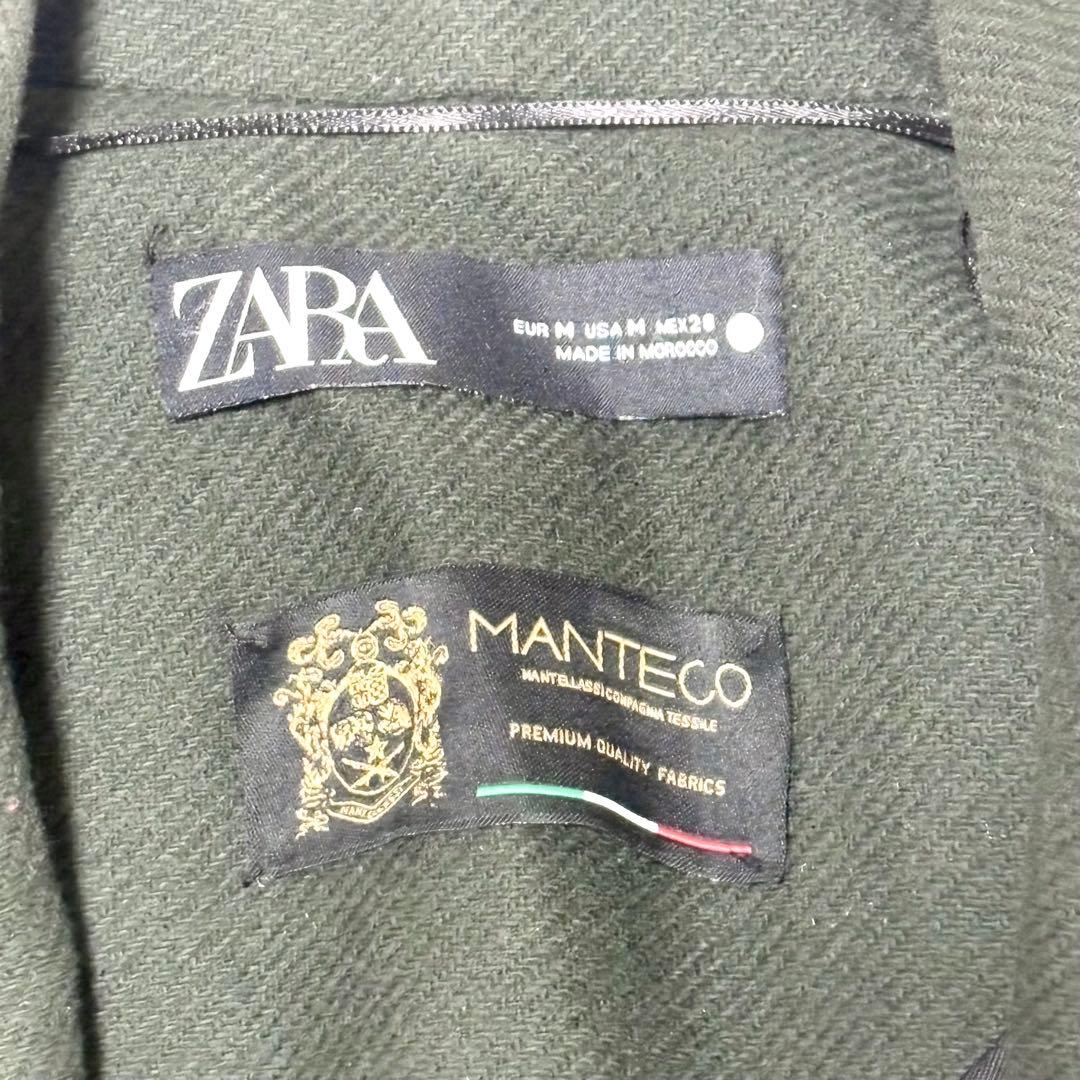 ZARA
EUR M USA M MEX 28
MADE IN MOROCCO
MANTECO
MANTELLASSI COMPAGNIA TESSILE
PREMIUM QUALITY FABRICS